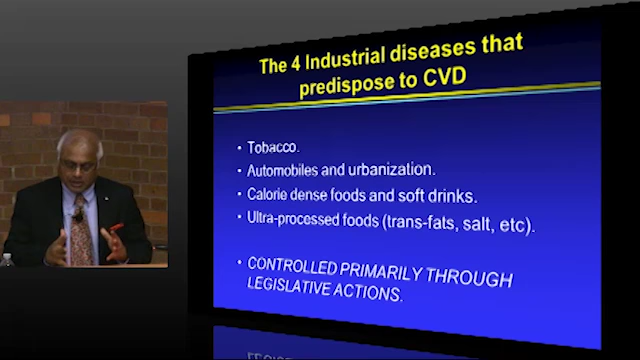 The 4 Industrial diseases that
predispose to CVD
• Tobacco.
• Automobiles and urbanization.
• Calorie dense foods and soft drinks.
• Ultra-processed foods (trans-fats, salt, etc).
• CONTROLLED PRIMARILY THROUGH
LEGISLATIVE ACTIONS.